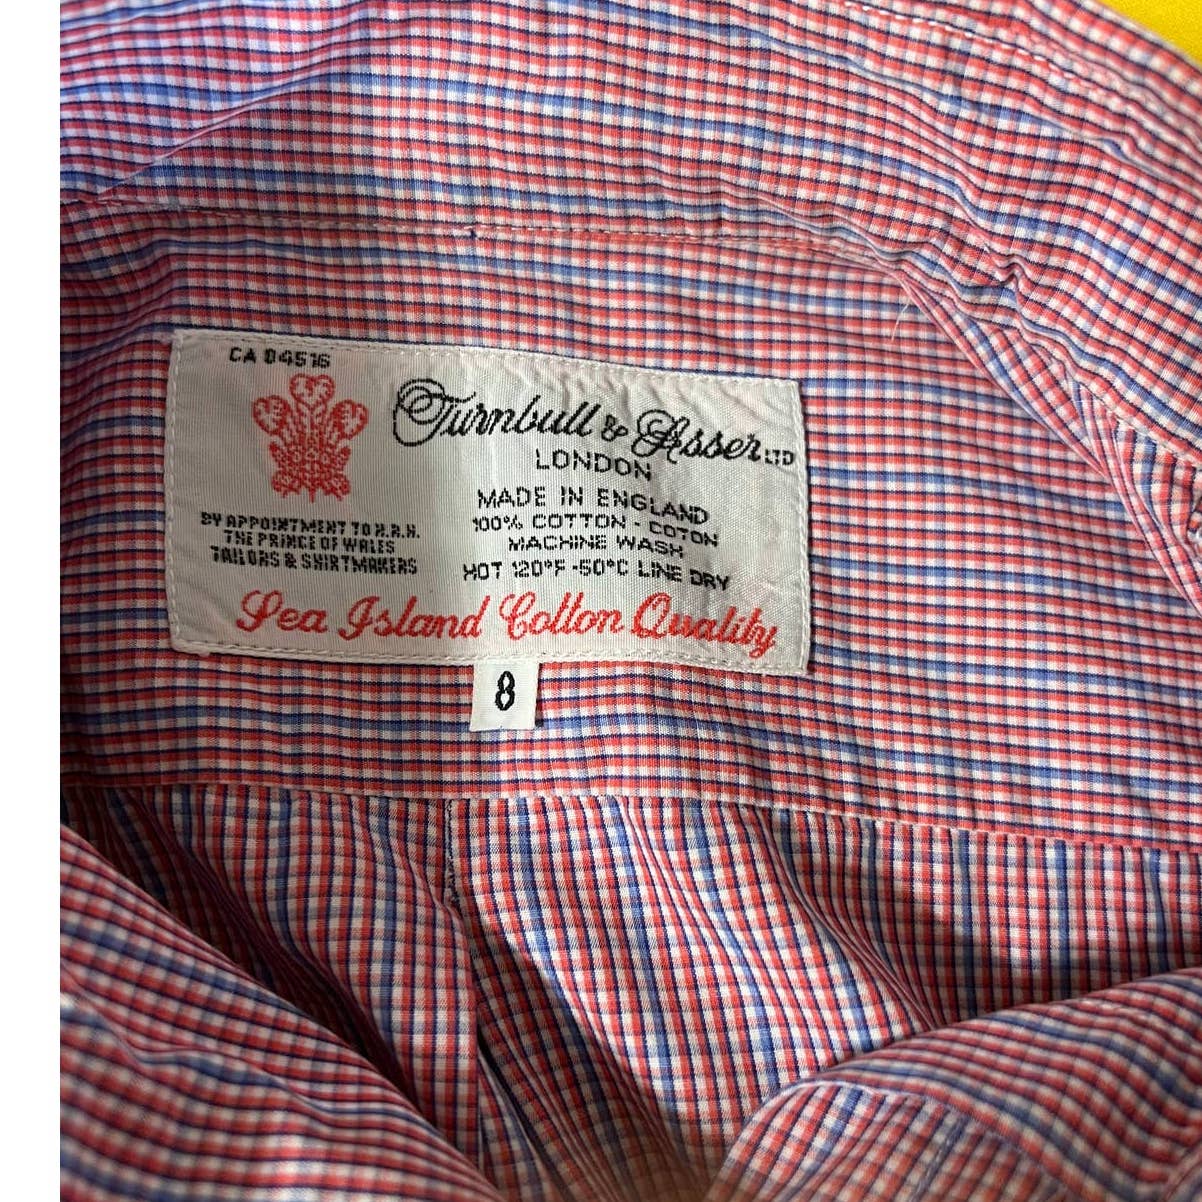 CA 04516
Turnbull & Asser LTD
LONDON
MADE IN ENGLAND
100% COTTON - COTON
MACHINE WASH
HOT 120°F -50°C LINE DRY
BY APPOINTMENT TO H.R.H.
THE PRINCE OF WALES
TAILORS & SHIRTMAKERS
Sea Island Cotton Quality
8